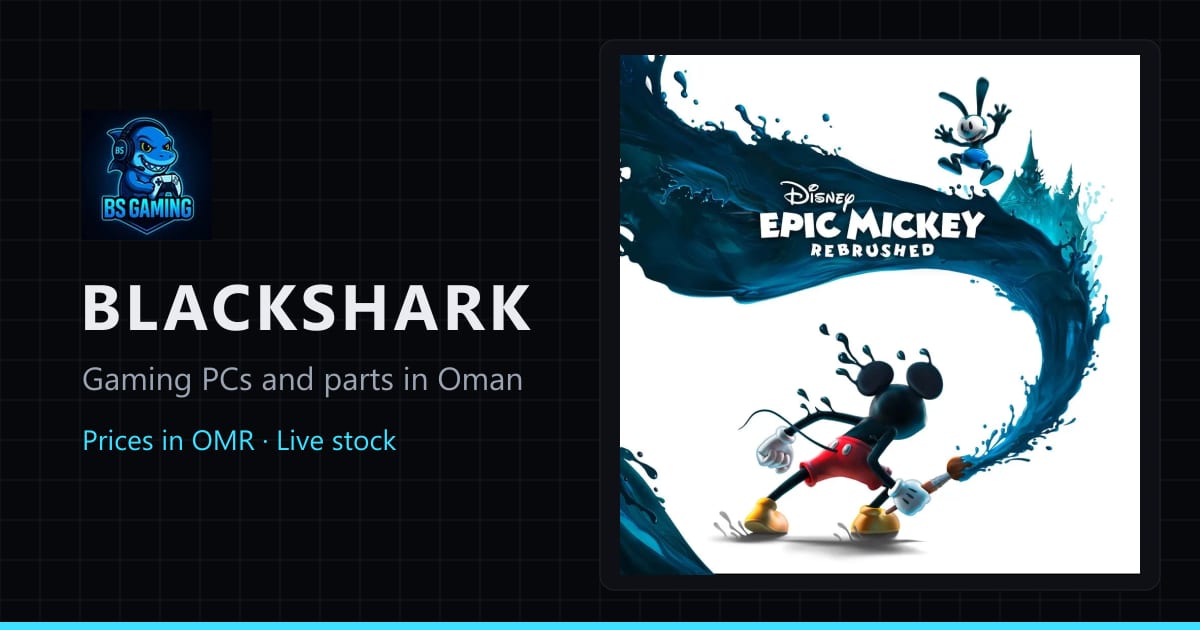 BS
BS GAMING
BLACKSHARK
Gaming PCs and parts in Oman
Prices in OMR · Live stock
Disney
EPIC MICKEY
REBRUSHED